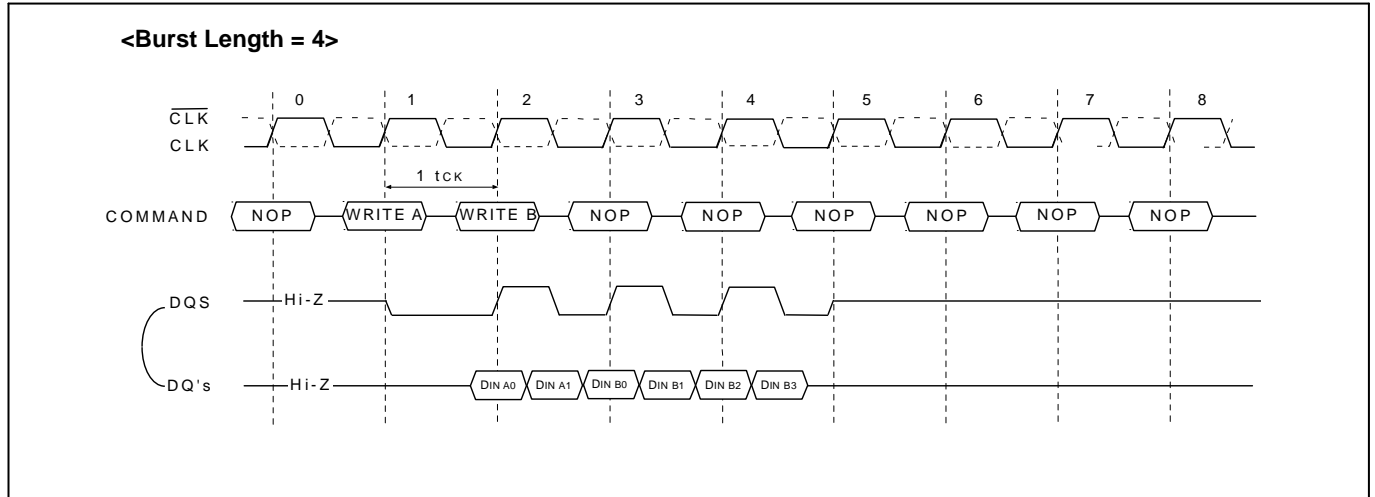 <Burst Length = 4>
0 1 2 3 4 5 6 7 8
CLK
CLK
1 tCK
COMMAND NOP WRITE A WRITE B NOP NOP NOP NOP NOP NOP
DQS Hi-Z
DQ's Hi-Z DIN A0 DIN A1 DIN B0 DIN B1 DIN B2 DIN B3